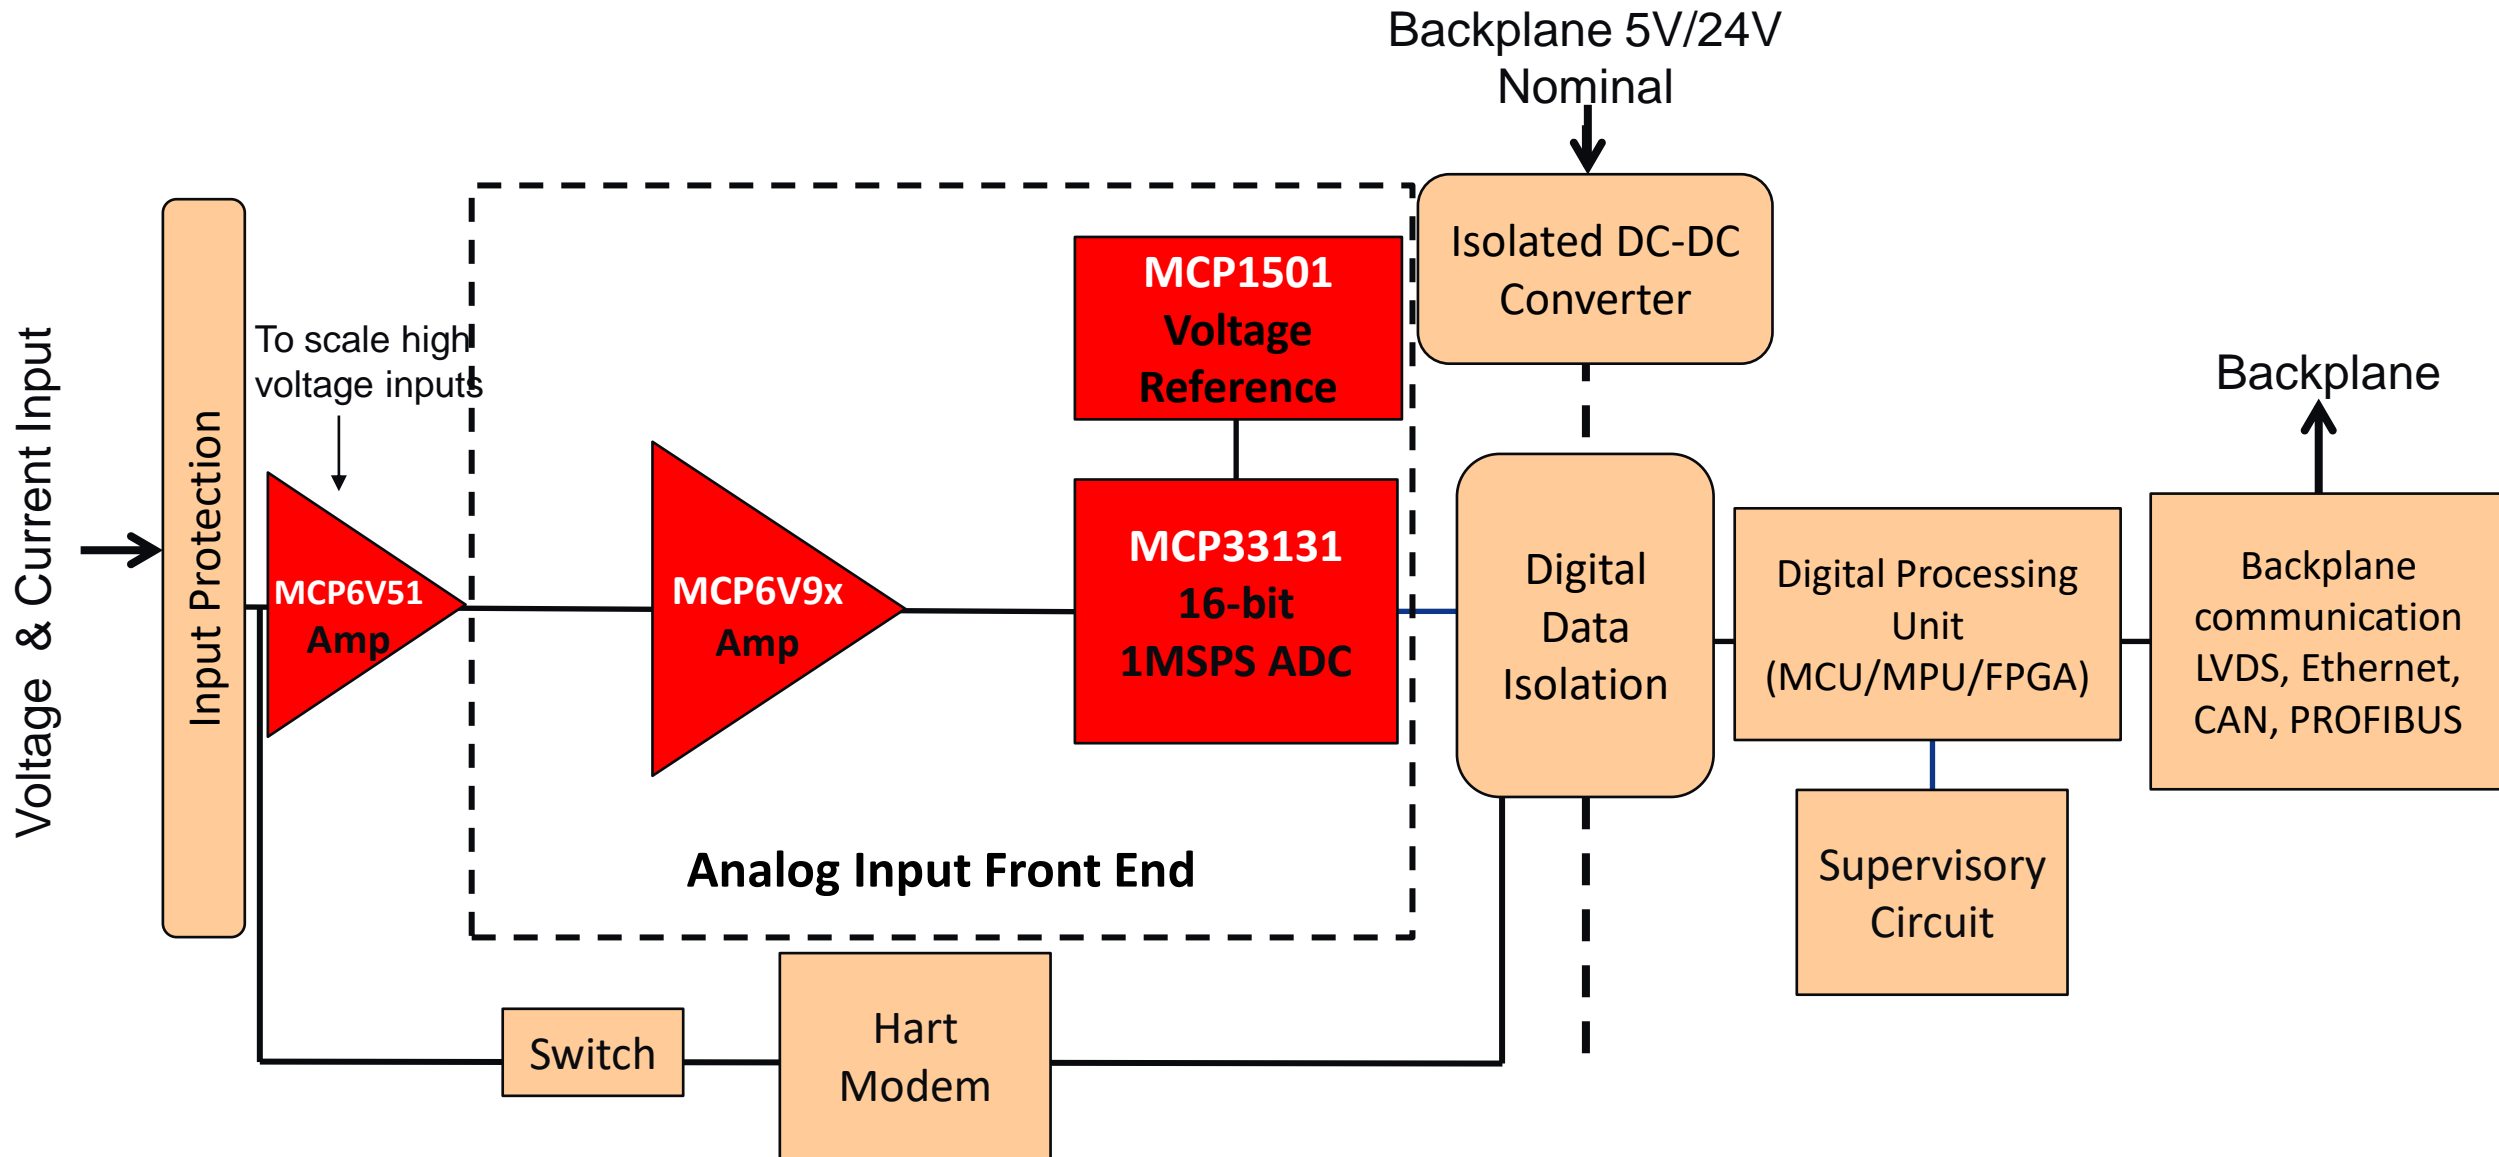 Backplane 5V/24V
Nominal
Isolated DC-DC
Converter
MCP1501
Voltage
Reference
To scale high
voltage inputs
Voltage & Current Input
Input Protection
MCP6V51
Amp
MCP6V9x
Amp
MCP33131
16-bit
1MSPS ADC
Digital
Data
Isolation
Digital Processing
Unit
(MCU/MPU/FPGA)
Backplane
Backplane
communication
LVDS, Ethernet,
CAN, PROFIBUS
Supervisory
Circuit
Analog Input Front End
Switch
Hart
Modem